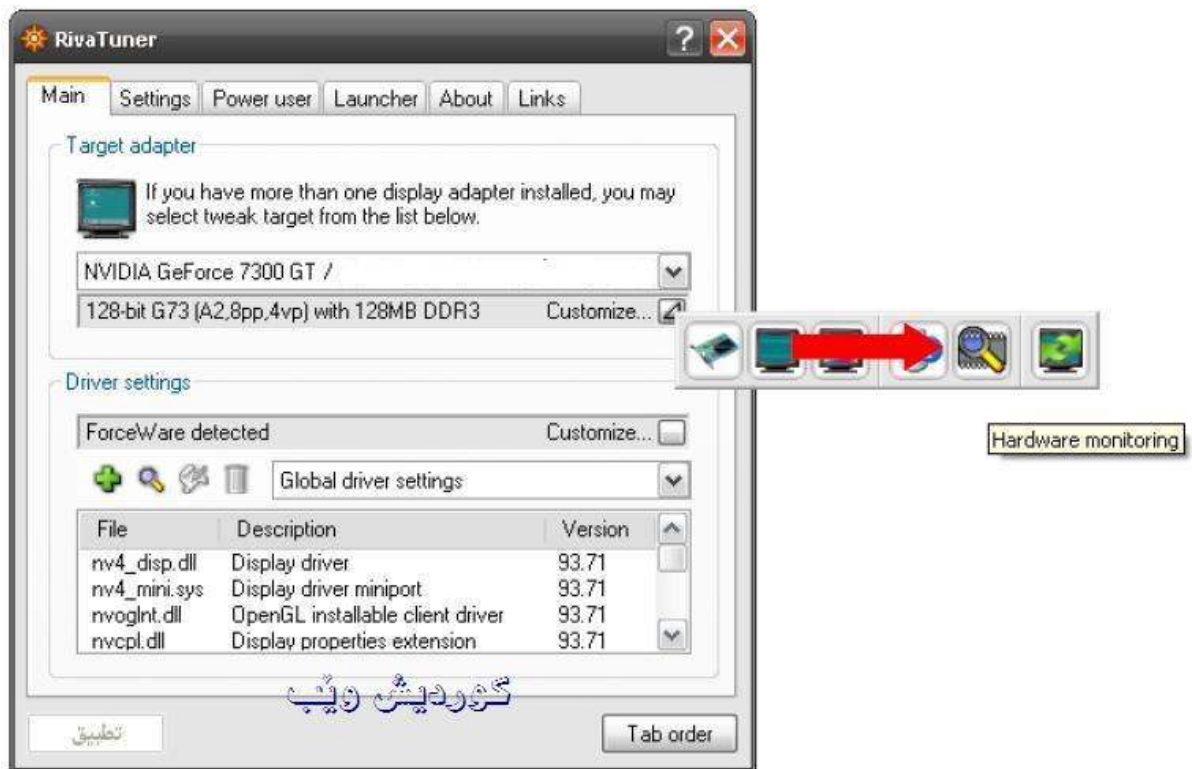 RivaTuner
Main Settings Power user Launcher About Links
Target adapter
If you have more than one display adapter installed, you may
select tweak target from the list below.
NVIDIA GeForce 7300 GT /
128-bit G73 (A2,8pp,4vp) with 128MB DDR3 Customize...
Driver settings
ForceWare detected Customize...
Hardware monitoring
Global driver settings
File Description Version
nv4_disp.dll Display driver 93.71
nv4_mini.sys Display driver miniport 93.71
nvoglnt.dll OpenGL installable client driver 93.71
nvcpl.dll Display properties extension 93.71
كوردیش وێب
تطبيق Tab order